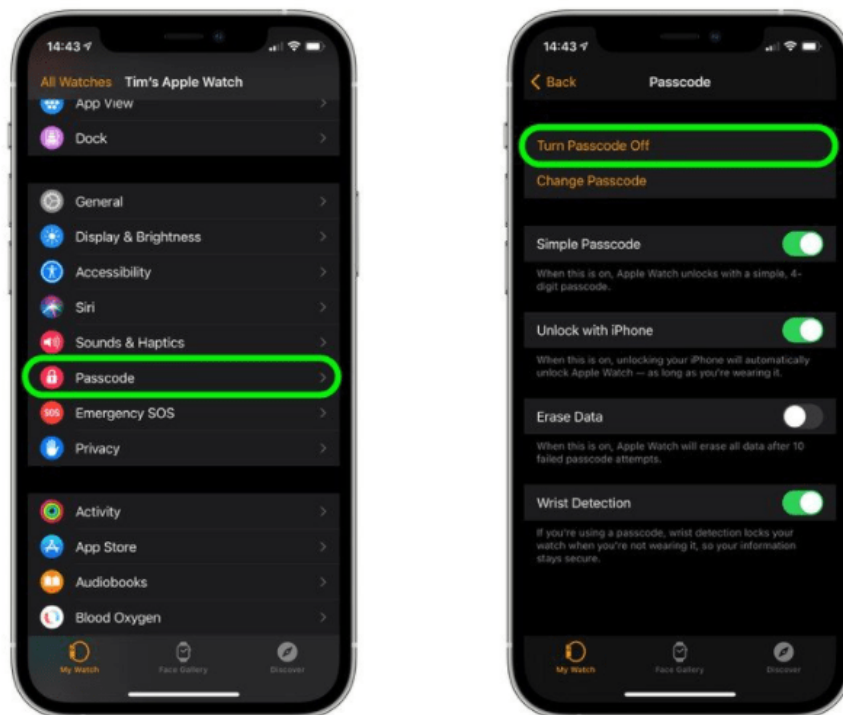 14:43
All Watches Tim's Apple Watch
App View
Dock
General
Display & Brightness
Accessibility
Siri
Sounds & Haptics
Passcode
SOS Emergency SOS
Privacy
Activity
App Store
Audiobooks
Blood Oxygen
My Watch Face Gallery Discover
14:43
Back Passcode
Turn Passcode Off
Change Passcode
Simple Passcode
When this is on, Apple Watch unlocks with a simple, 4-
digit passcode.
Unlock with iPhone
When this is on, unlocking your iPhone will automatically
unlock Apple Watch — as long as you're wearing it.
Erase Data
When this is on, Apple Watch will erase all data after 10
failed passcode attempts.
Wrist Detection
If you're using a passcode, wrist detection locks your
watch when you're not wearing it, so your information
stays secure.
My Watch Face Gallery Discover